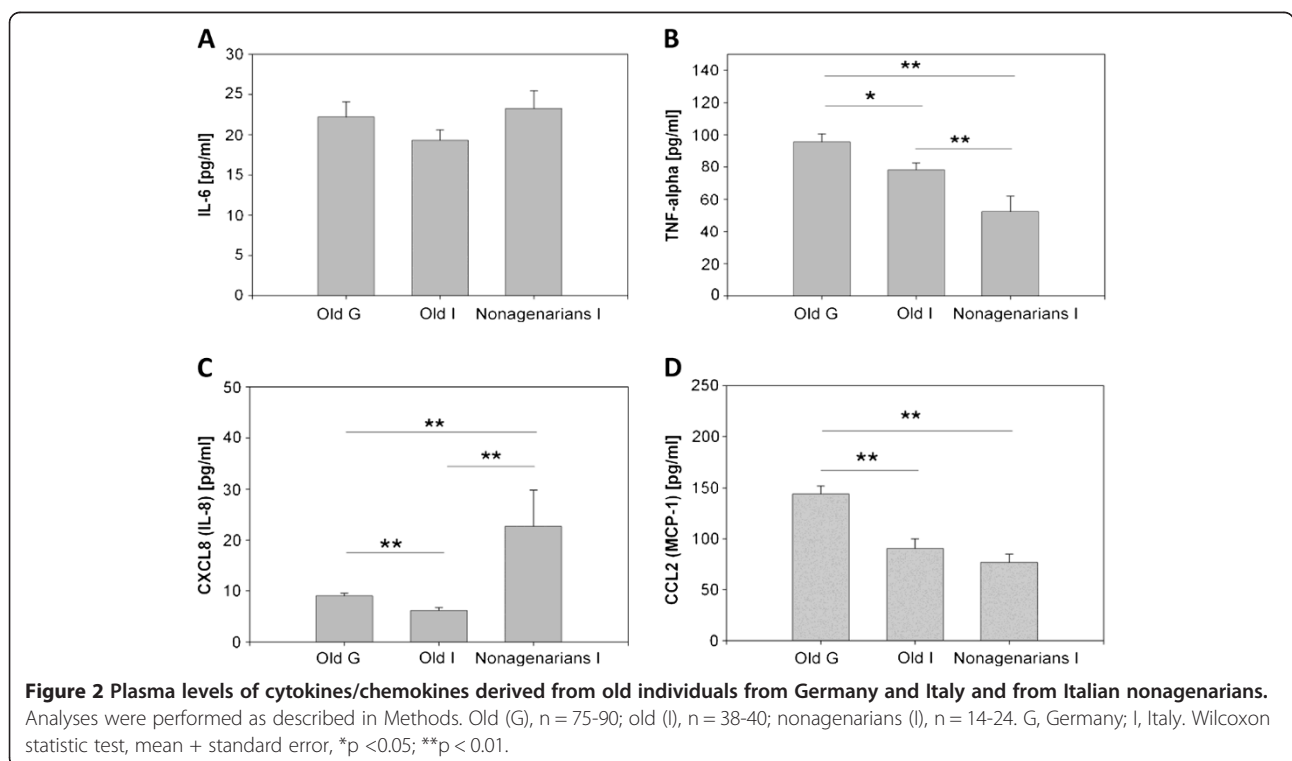 A
30
25
20
15
10
5
0
IL-6 [pg/ml]
Old G Old I Nonagenarians I
B
140
120
100
80
60
40
20
0
TNF-alpha [pg/ml]
**
*
**
Old G Old I Nonagenarians I
C
50
40
30
20
10
0
CXCL8 (IL-8) [pg/ml]
**
**
**
Old G Old I Nonagenarians I
D
250
200
150
100
50
0
CCL2 (MCP-1) [pg/ml]
**
**
Old G Old I Nonagenarians I
Figure 2 Plasma levels of cytokines/chemokines derived from old individuals from Germany and Italy and from Italian nonagenarians.
Analyses were performed as described in Methods. Old (G), n = 75-90; old (I), n = 38-40; nonagenarians (I), n = 14-24. G, Germany; I, Italy. Wilcoxon
statistic test, mean + standard error, *p <0.05; **p < 0.01.